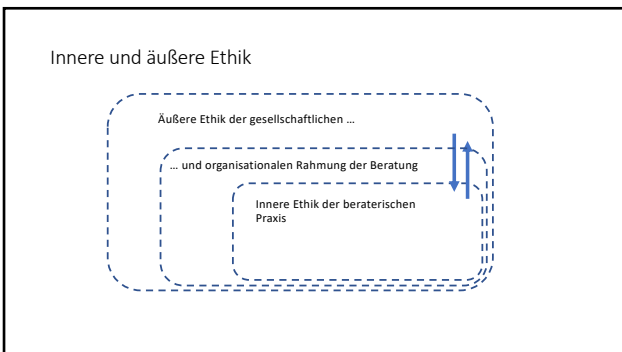 Innere und äußere Ethik
Äußere Ethik der gesellschaftlichen …
… und organisationalen Rahmung der Beratung
Innere Ethik der beraterischen
Praxis